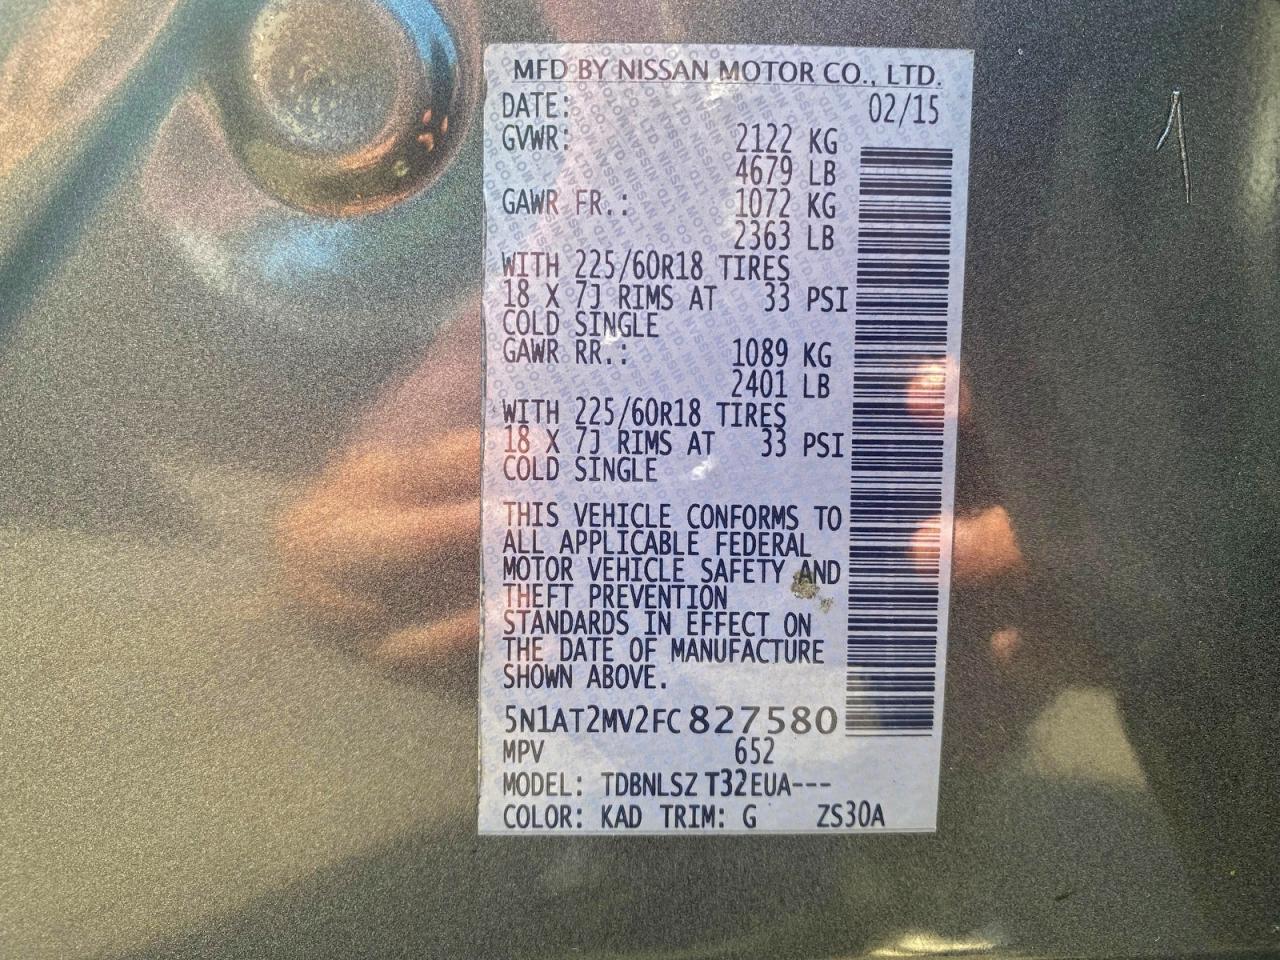 MFD BY NISSAN MOTOR CO., LTD.
DATE: 02/15
GVWR: 2122 KG
4679 LB
GAWR FR.: 1072 KG
2363 LB
WITH 225/60R18 TIRES
18 X 7J RIMS AT 33 PSI
COLD SINGLE
GAWR RR.: 1089 KG
2401 LB
WITH 225/60R18 TIRES
18 X 7J RIMS AT 33 PSI
COLD SINGLE
THIS VEHICLE CONFORMS TO
ALL APPLICABLE FEDERAL
MOTOR VEHICLE SAFETY AND
THEFT PREVENTION
STANDARDS IN EFFECT ON
THE DATE OF MANUFACTURE
SHOWN ABOVE.
5N1AT2MV2FC827580
MPV 652
MODEL: TDBNLSZ T32EUA---
COLOR: KAD TRIM: G ZS30A